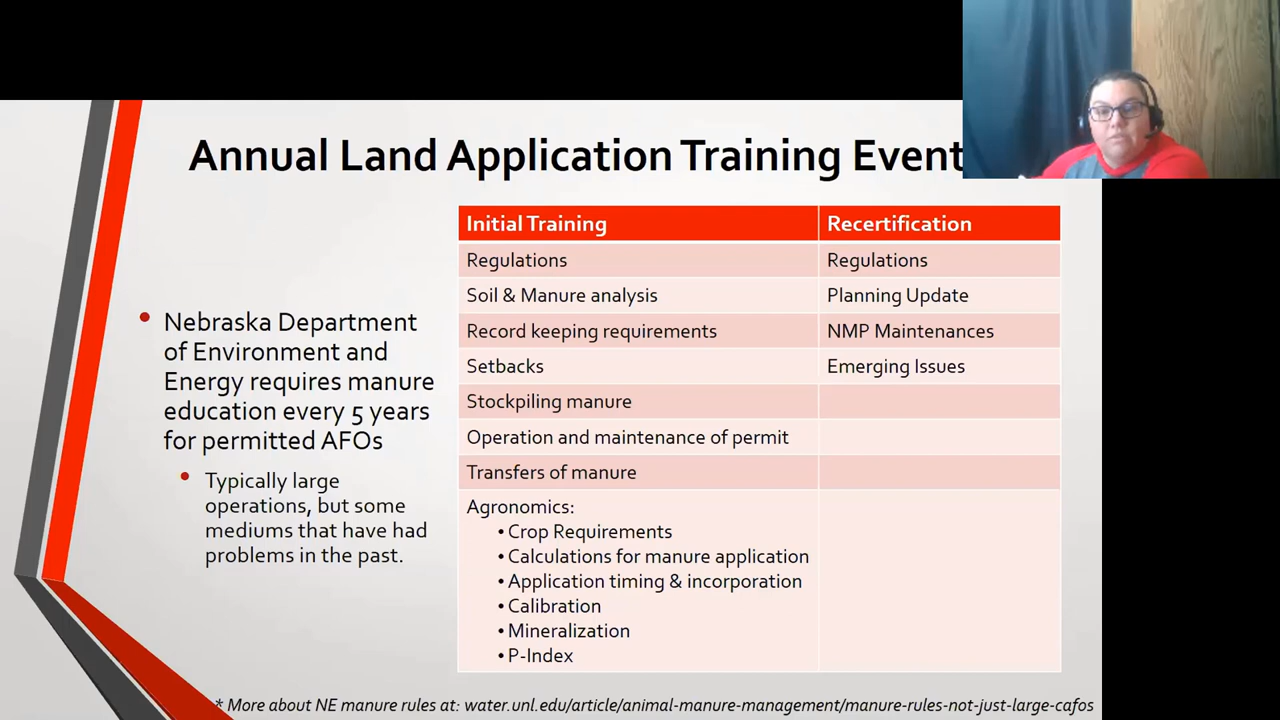 Annual Land Application Training Event
Nebraska Department
of Environment and
Energy requires manure
education every 5 years
for permitted AFOs
Typically large
operations, but some
mediums that have had
problems in the past.
Initial Training Recertification
Regulations Regulations
Soil & Manure analysis Planning Update
Record keeping requirements NMP Maintenances
Setbacks Emerging Issues
Stockpiling manure
Operation and maintenance of permit
Transfers of manure
Agronomics:
• Crop Requirements
• Calculations for manure application
• Application timing & incorporation
• Calibration
• Mineralization
• P-Index
* More about NE manure rules at: water.unl.edu/article/animal-manure-management/manure-rules-not-just-large-cafos